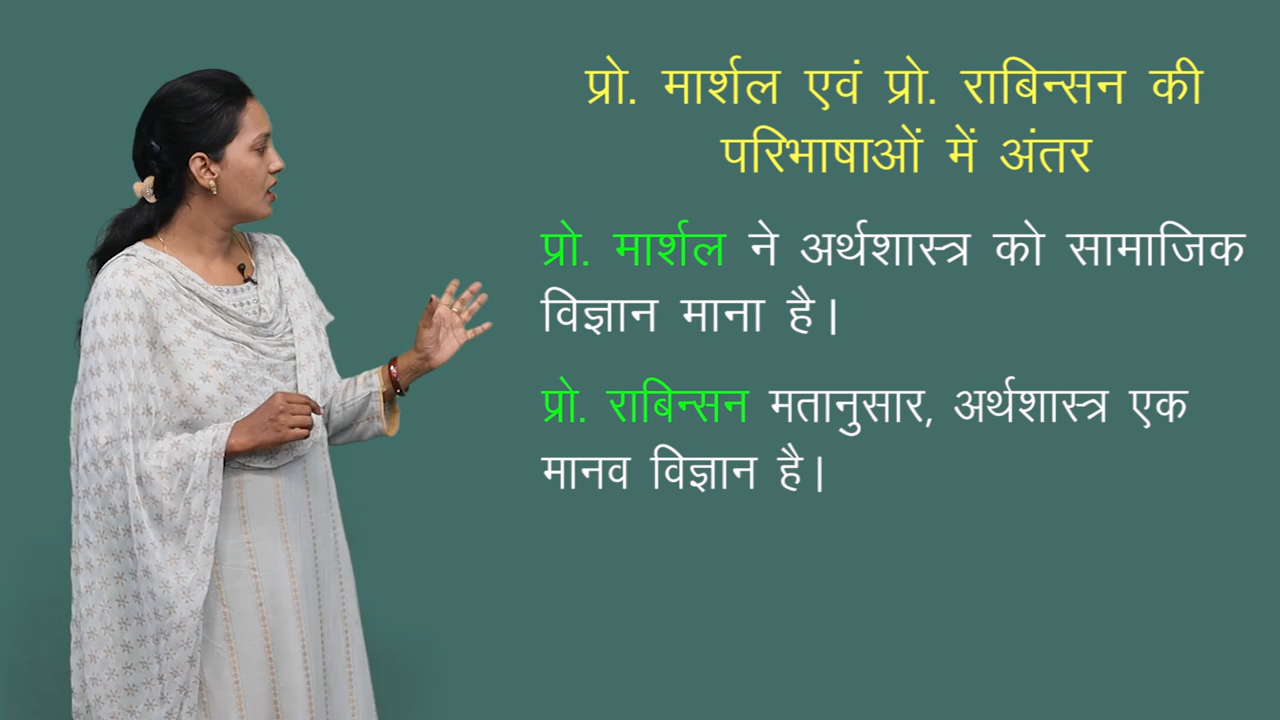 प्रो. मार्शल एवं प्रो. राबिन्सन की
परिभाषाओं में अंतर
प्रो. मार्शल ने अर्थशास्त्र को सामाजिक
विज्ञान माना है।
प्रो. राबिन्सन मतानुसार, अर्थशास्त्र एक
मानव विज्ञान है।